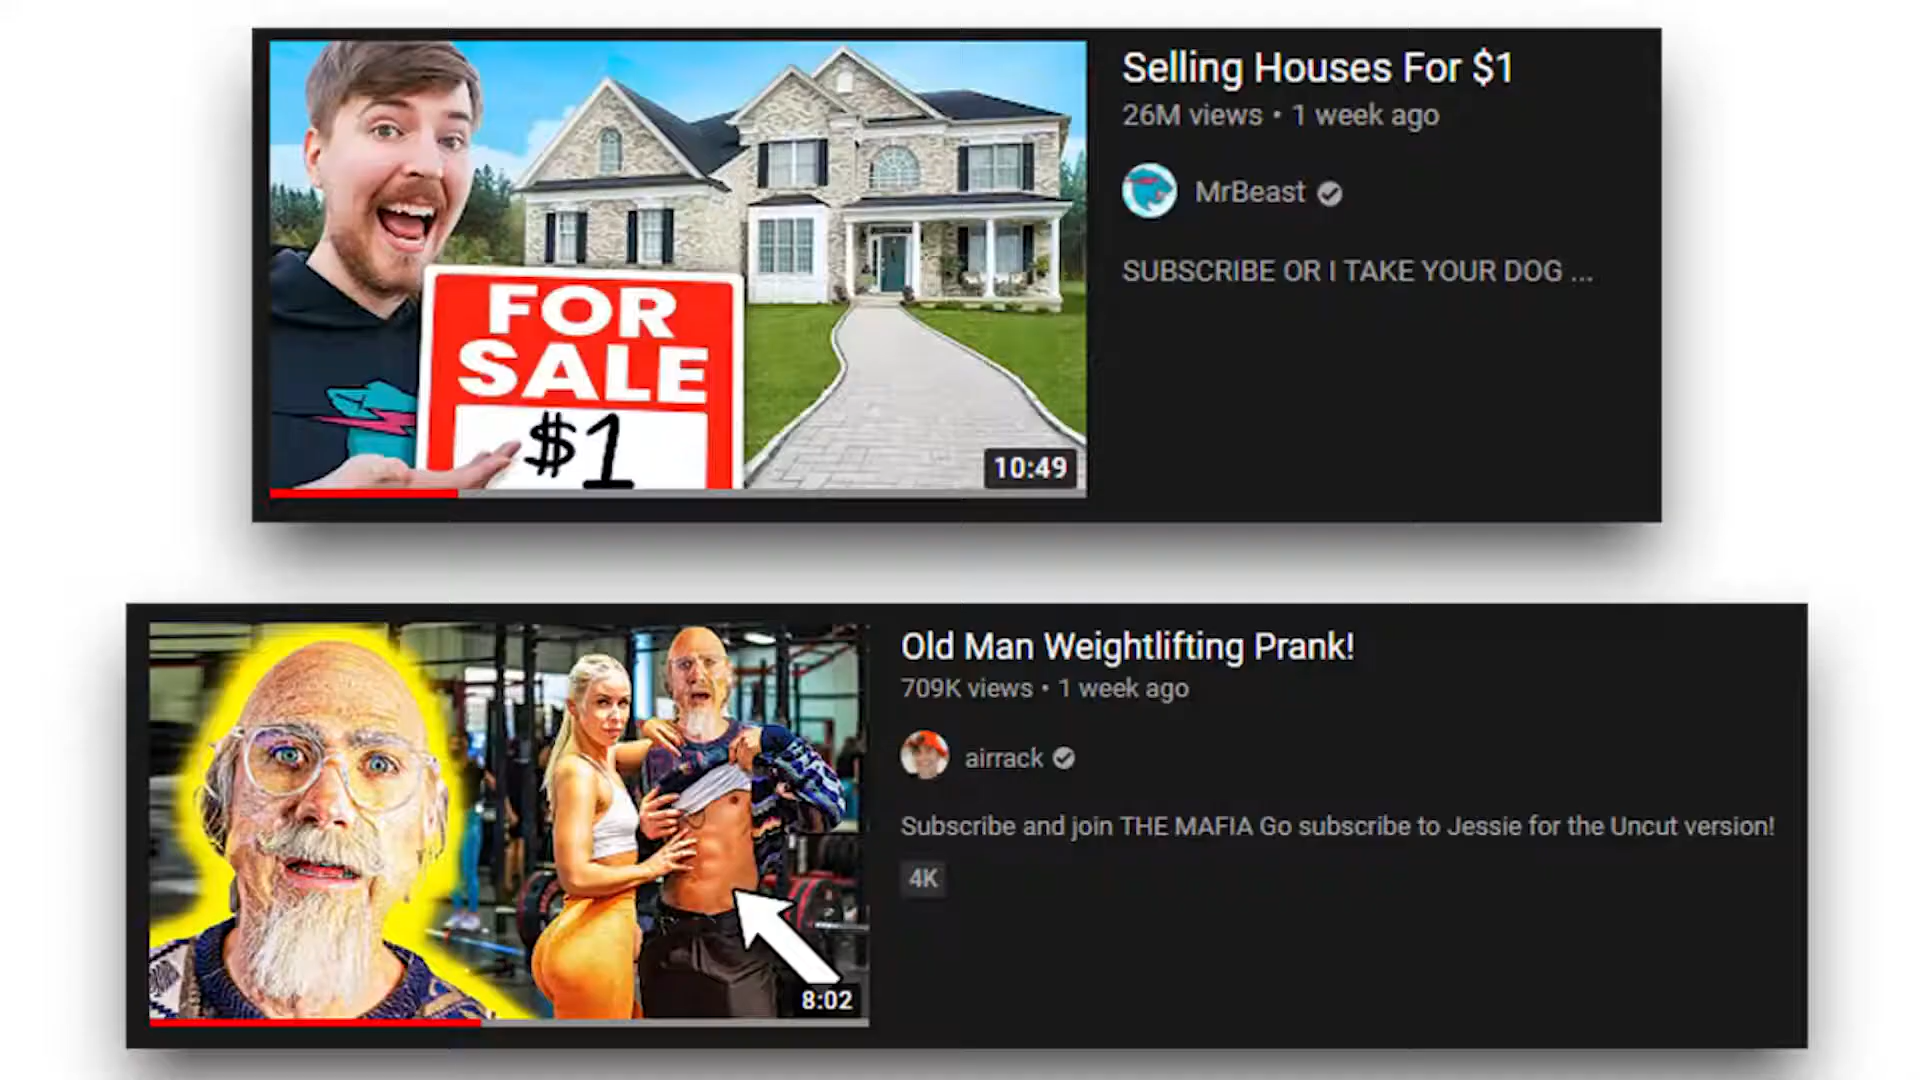 Selling Houses For $1
26M views • 1 week ago
MrBeast
SUBSCRIBE OR I TAKE YOUR DOG ...
FOR
SALE
$1
10:49
Old Man Weightlifting Prank!
709K views • 1 week ago
airrack
Subscribe and join THE MAFIA Go subscribe to Jessie for the Uncut version!
4K
8:02